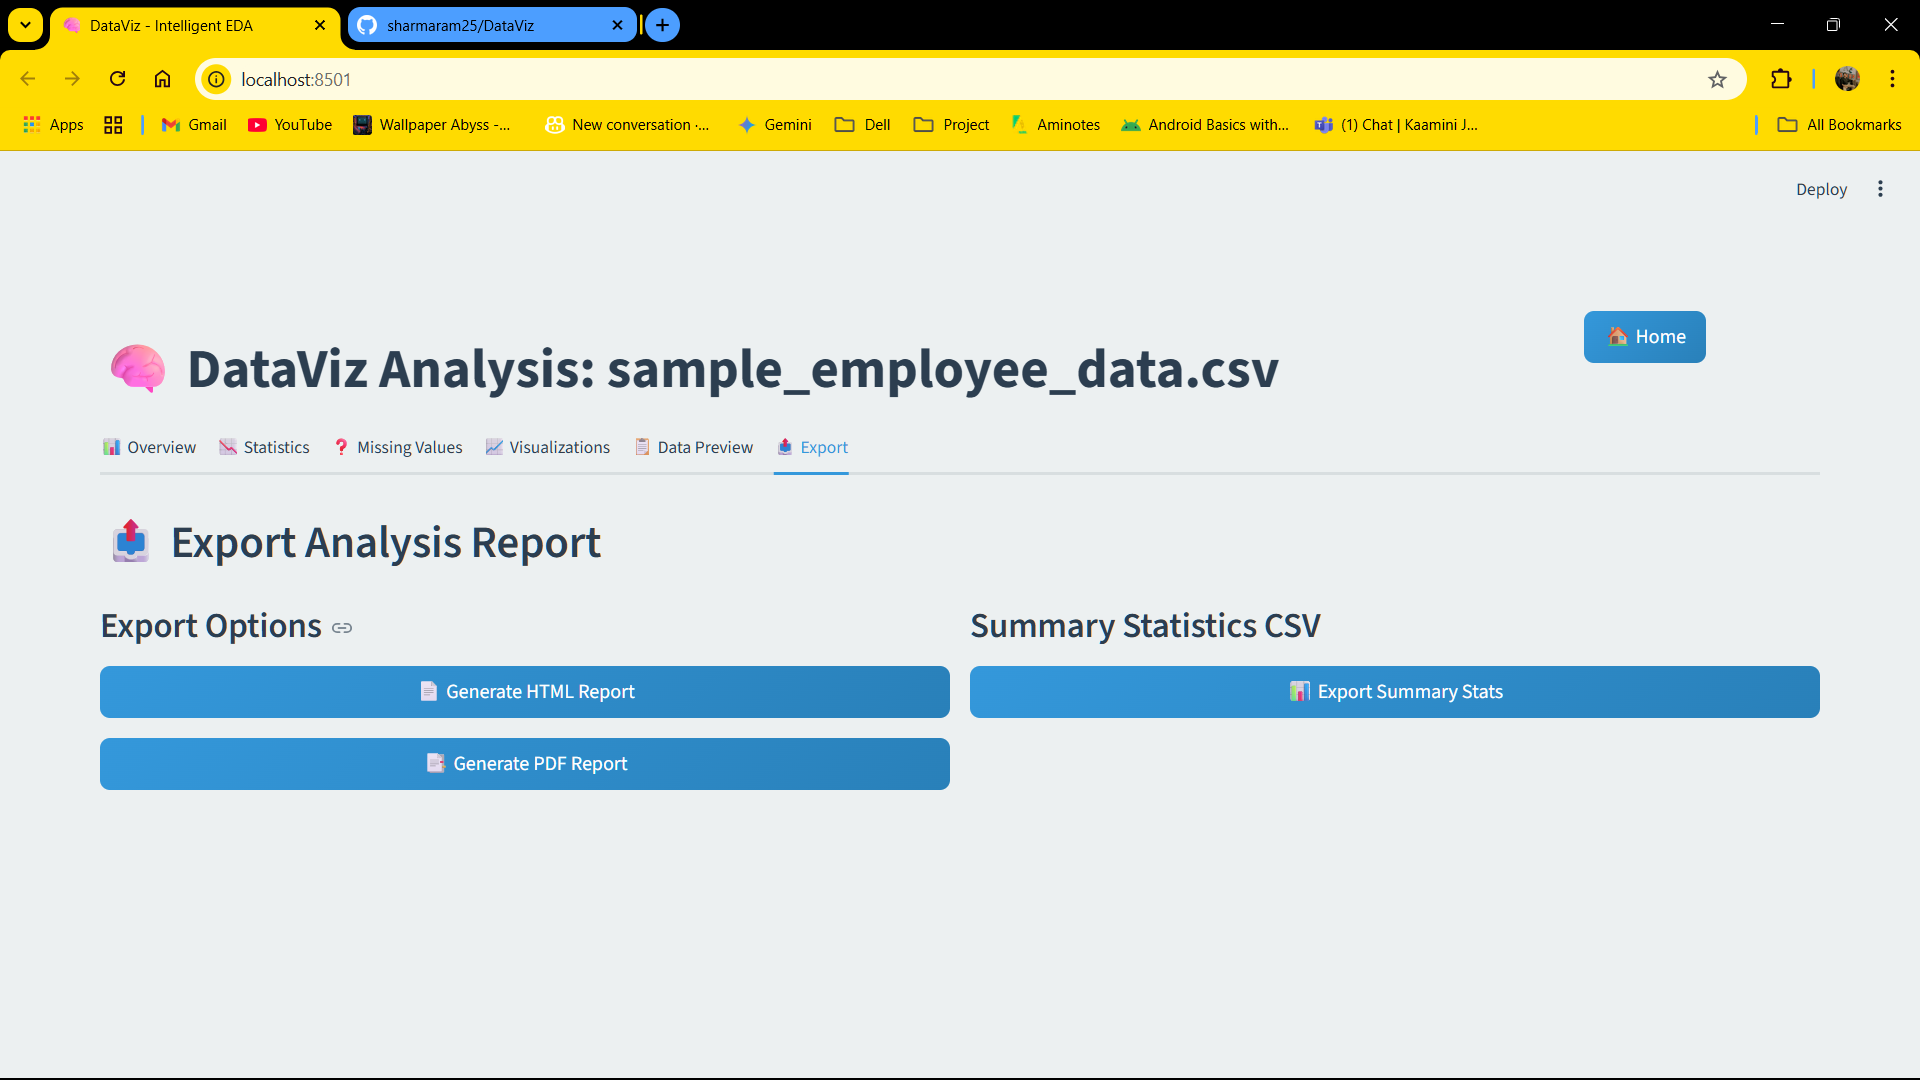 DataViz - Intelligent EDA
sharmaram25/DataViz
localhost:8501
Apps
Gmail
YouTube
Wallpaper Abyss -...
New conversation ·...
Gemini
Dell
Project
Aminotes
Android Basics with...
(1) Chat | Kaamini J...
All Bookmarks
Deploy
Home
DataViz Analysis: sample_employee_data.csv
Overview
Statistics
Missing Values
Visualizations
Data Preview
Export
Export Analysis Report
Export Options
Summary Statistics CSV
Generate HTML Report
Export Summary Stats
Generate PDF Report